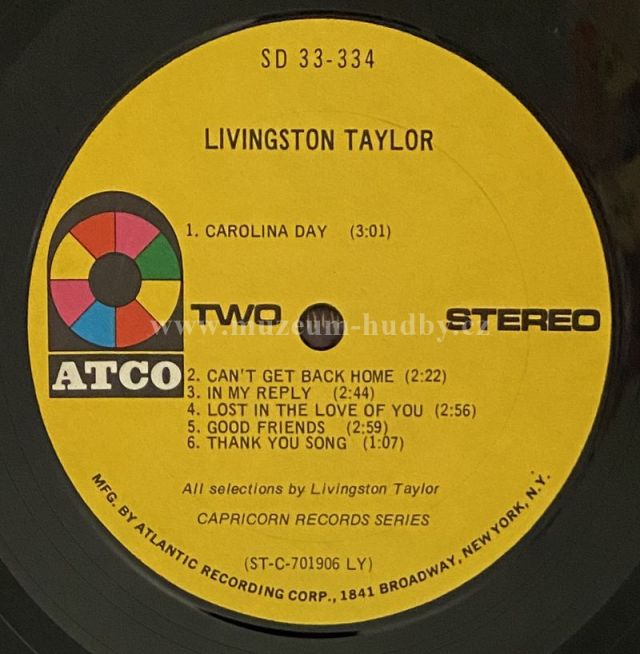 SD 33-334
LIVINGSTON TAYLOR
1. CAROLINA DAY (3:01)
TWO
STEREO
www.muzeum-hudby.cz
ATCO
2. CAN'T GET BACK HOME (2:22)
3. IN MY REPLY (2:44)
4. LOST IN THE LOVE OF YOU (2:56)
5. GOOD FRIENDS (2:59)
6. THANK YOU SONG (1:07)
All selections by Livingston Taylor
CAPRICORN RECORDS SERIES
(ST-C-701906 LY)
MFG. BY ATLANTIC RECORDING CORP., 1841 BROADWAY, NEW YORK, N.Y.